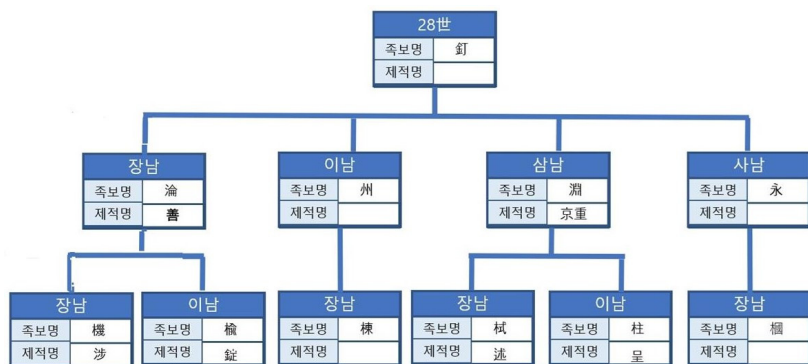 28世
족보명 釘
제적명
장남 이남 삼남 사남
족보명 淪 족보명 州 족보명 淵 족보명 永
제적명 善 제적명 제적명 京重 제적명
장남 이남 장남 장남 이남 장남
족보명 機 족보명 楡 족보명 棟 족보명 栻 족보명 柱 족보명 棝
제적명 涉 제적명 錠 제적명 제적명 述 제적명 呈 제적명